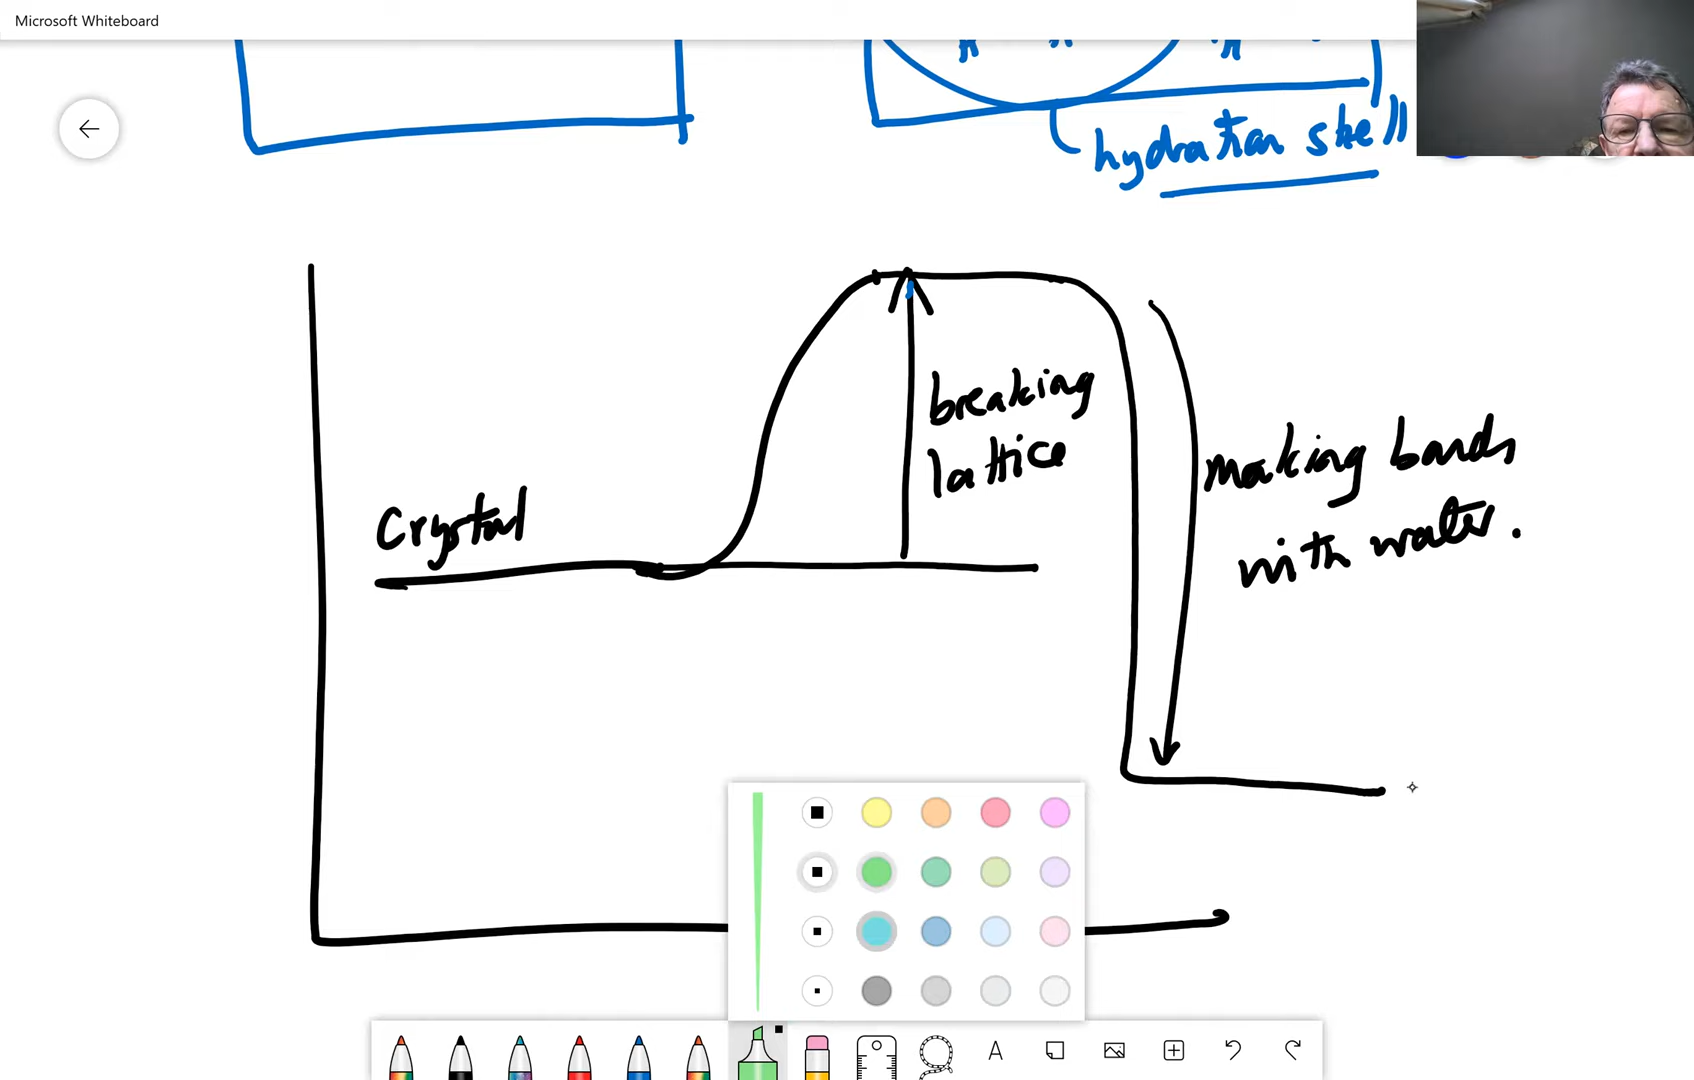 Microsoft Whiteboard
hydration shell
breaking
lattice
Crystal
making bonds
with water.
A